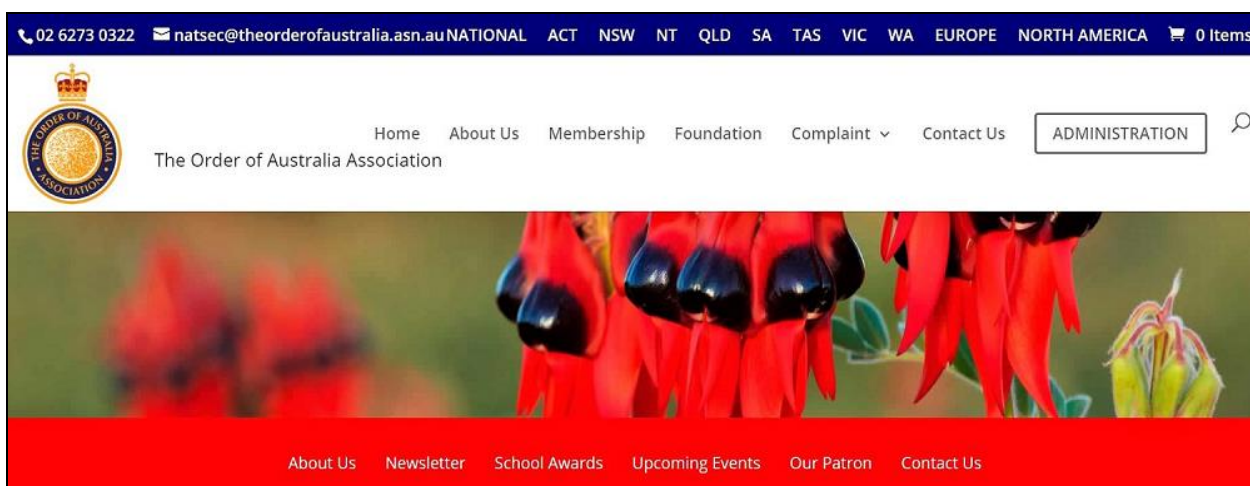 02 6273 0322 natsec@theorderofaustralia.asn.au NATIONAL ACT NSW NT QLD SA TAS VIC WA EUROPE NORTH AMERICA 0 Items
THE ORDER OF AUSTRALIA
ASSOCIATION
Home About Us Membership Foundation Complaint Contact Us ADMINISTRATION
The Order of Australia Association
About Us Newsletter School Awards Upcoming Events Our Patron Contact Us